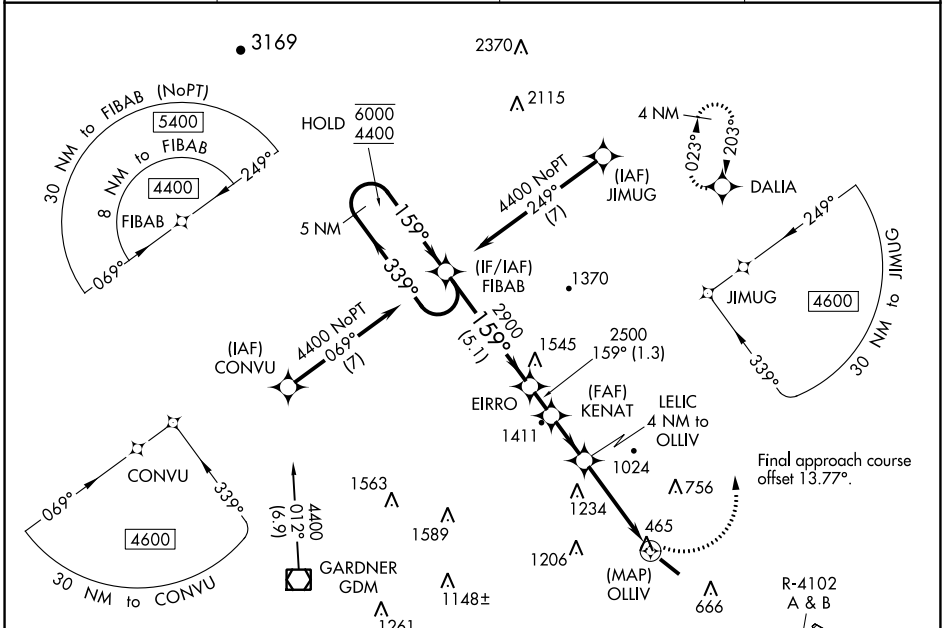 3169
2370
2115
30 NM to FIBAB (NoPT)
5400
8 NM to FIBAB
4400
FIBAB
249°
069°
HOLD
6000
4400
5 NM
159°
339°
4400 NoPT
249°
(7)
(IAF)
JIMUG
4 NM
023°
203°
DALIA
(IF/IAF)
FIBAB
1370
249°
JIMUG
4600
339°
30 NM to JIMUG
4400 NoPT
069°
(7)
(IAF)
CONVU
2900
159°
(5.1)
1545
2500
159° (1.3)
EIRRO
(FAF)
KENAT
1411
LELIC
4 NM to
OLLIV
1024
Final approach course
offset 13.77°.
CONVU
069°
339°
4600
30 NM to CONVU
4400
012°
(6.9)
GARDNER
GDM
1563
1589
1148±
1261
1234
756
1206
465
(MAP)
OLLIV
666
R-4102
A & B